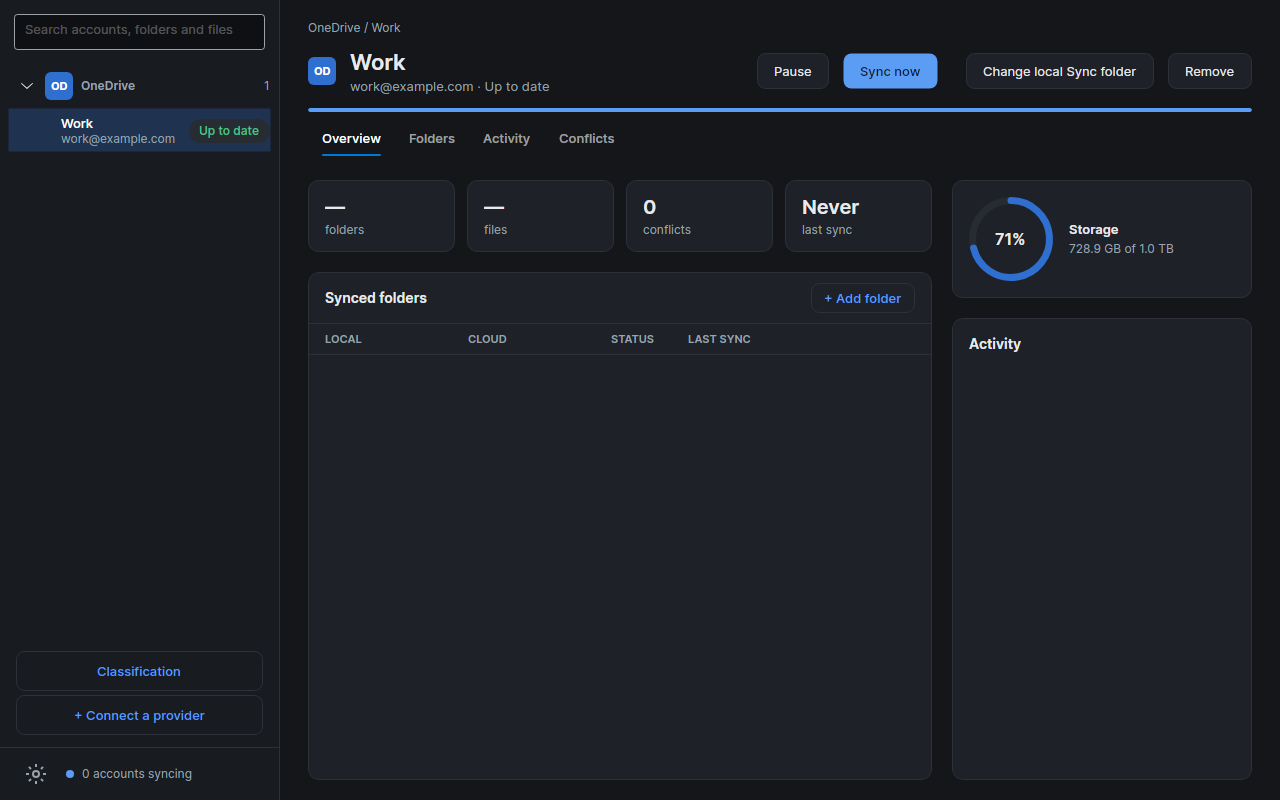 Search accounts, folders and files
OD OneDrive 1
Work
work@example.com
Up to date
Classification
+ Connect a provider
0 accounts syncing
OneDrive / Work
OD
Work
work@example.com · Up to date
Pause
Sync now
Change local Sync folder
Remove
Overview
Folders
Activity
Conflicts
—
folders
—
files
0
conflicts
Never
last sync
Synced folders
+ Add folder
LOCAL CLOUD STATUS LAST SYNC
71%
Storage
728.9 GB of 1.0 TB
Activity